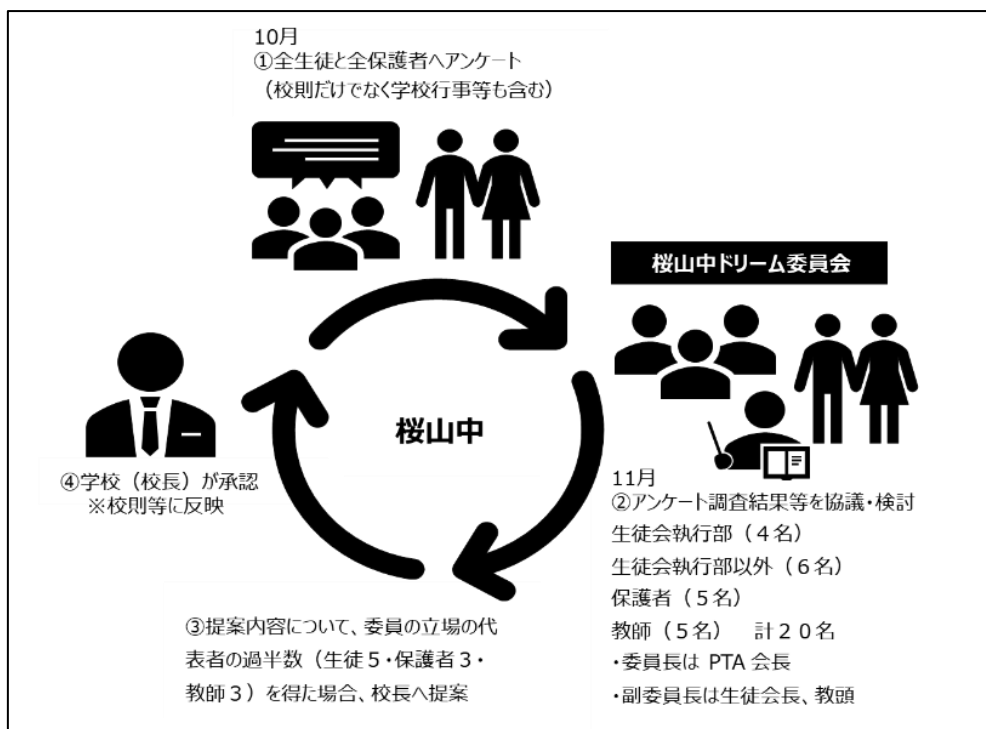 10月
①全生徒と全保護者へアンケート
（校則だけでなく学校行事等も含む）
桜山中ドリーム委員会
桜山中
11月
②アンケート調査結果等を協議・検討
生徒会執行部（４名）
生徒会執行部以外（６名）
保護者（５名）
教師（５名）　計２０名
・委員長は PTA 会長
・副委員長は生徒会長、教頭
③提案内容について、委員の立場の代
表者の過半数（生徒５・保護者３・
教師３）を得た場合、校長へ提案
④学校（校長）が承認
※校則等に反映